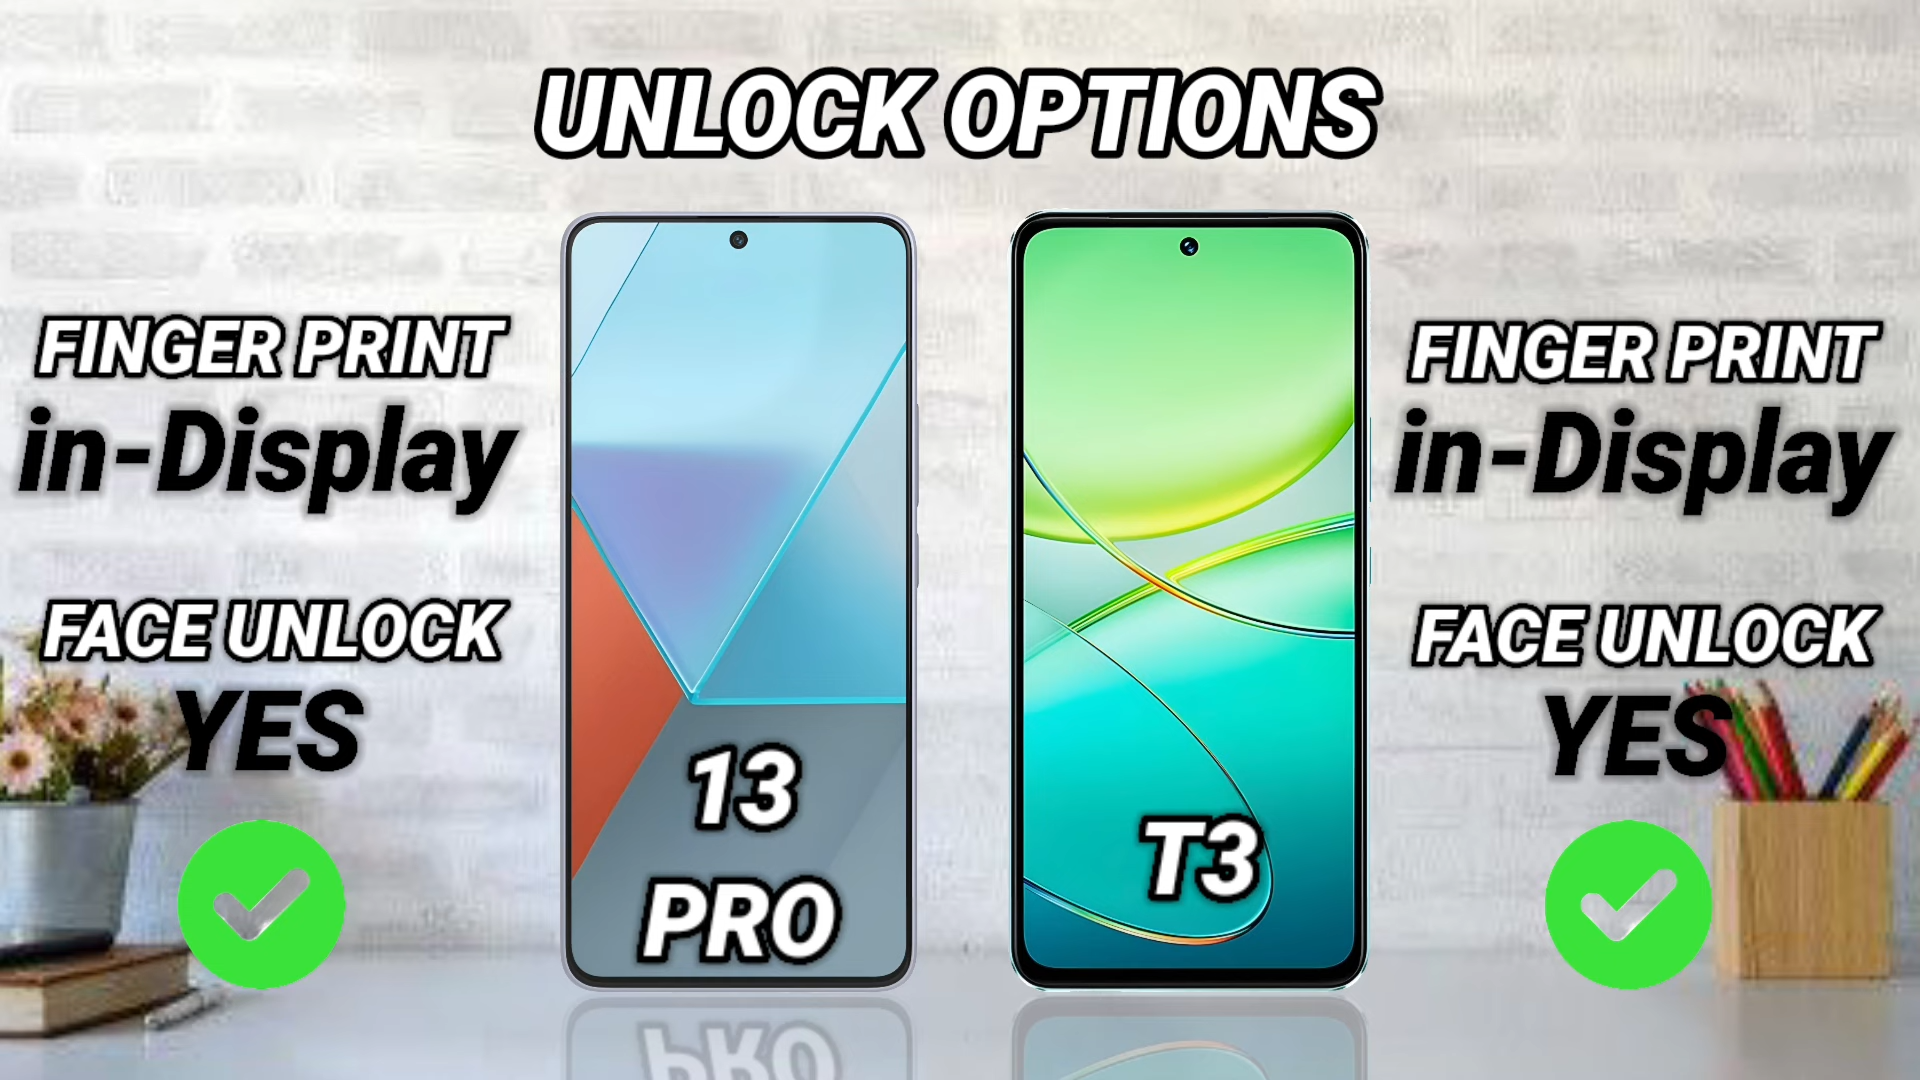 UNLOCK OPTIONS
FINGER PRINT
in-Display
FACE UNLOCK
YES
13
PRO
T3
FINGER PRINT
in-Display
FACE UNLOCK
YES
PRO